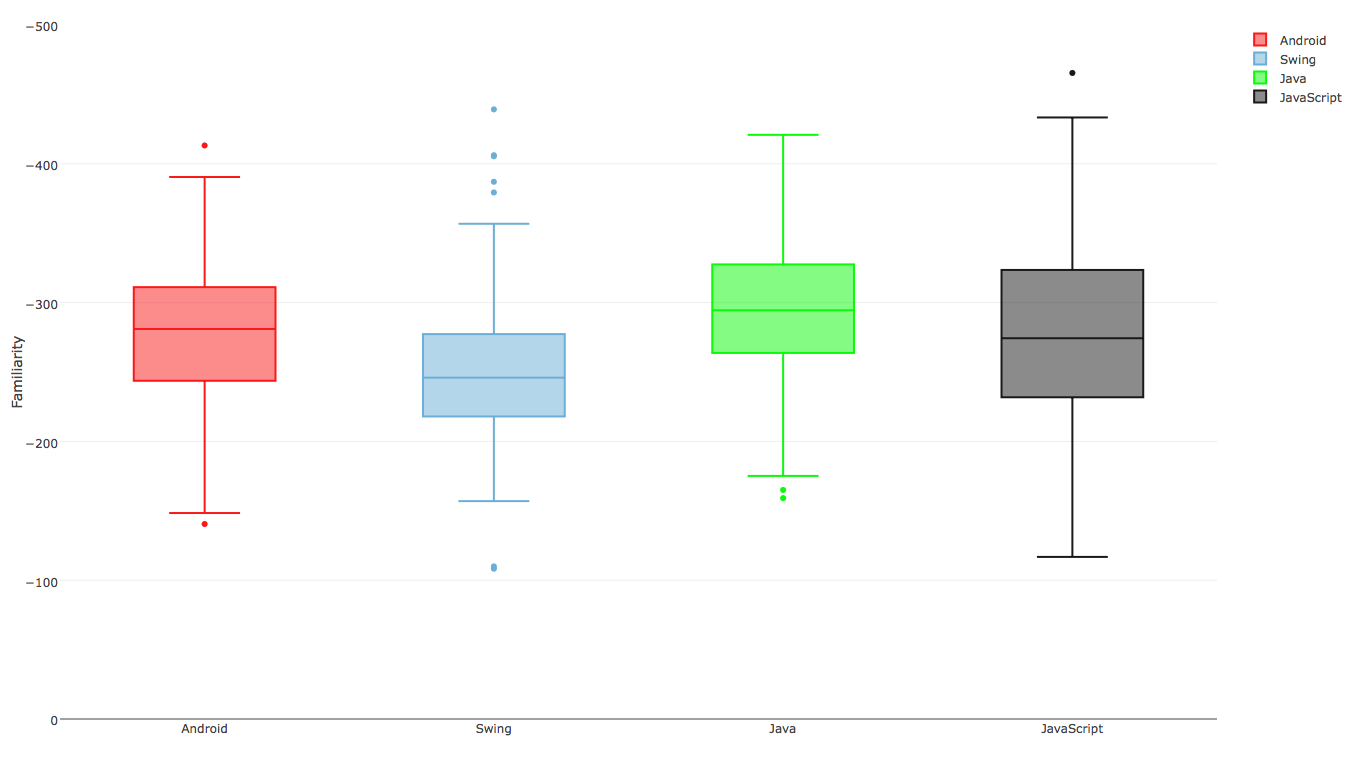 −500
−400
−300
−200
−100
0
Familiarity
Android
Swing
Java
JavaScript
Android
Swing
Java
JavaScript